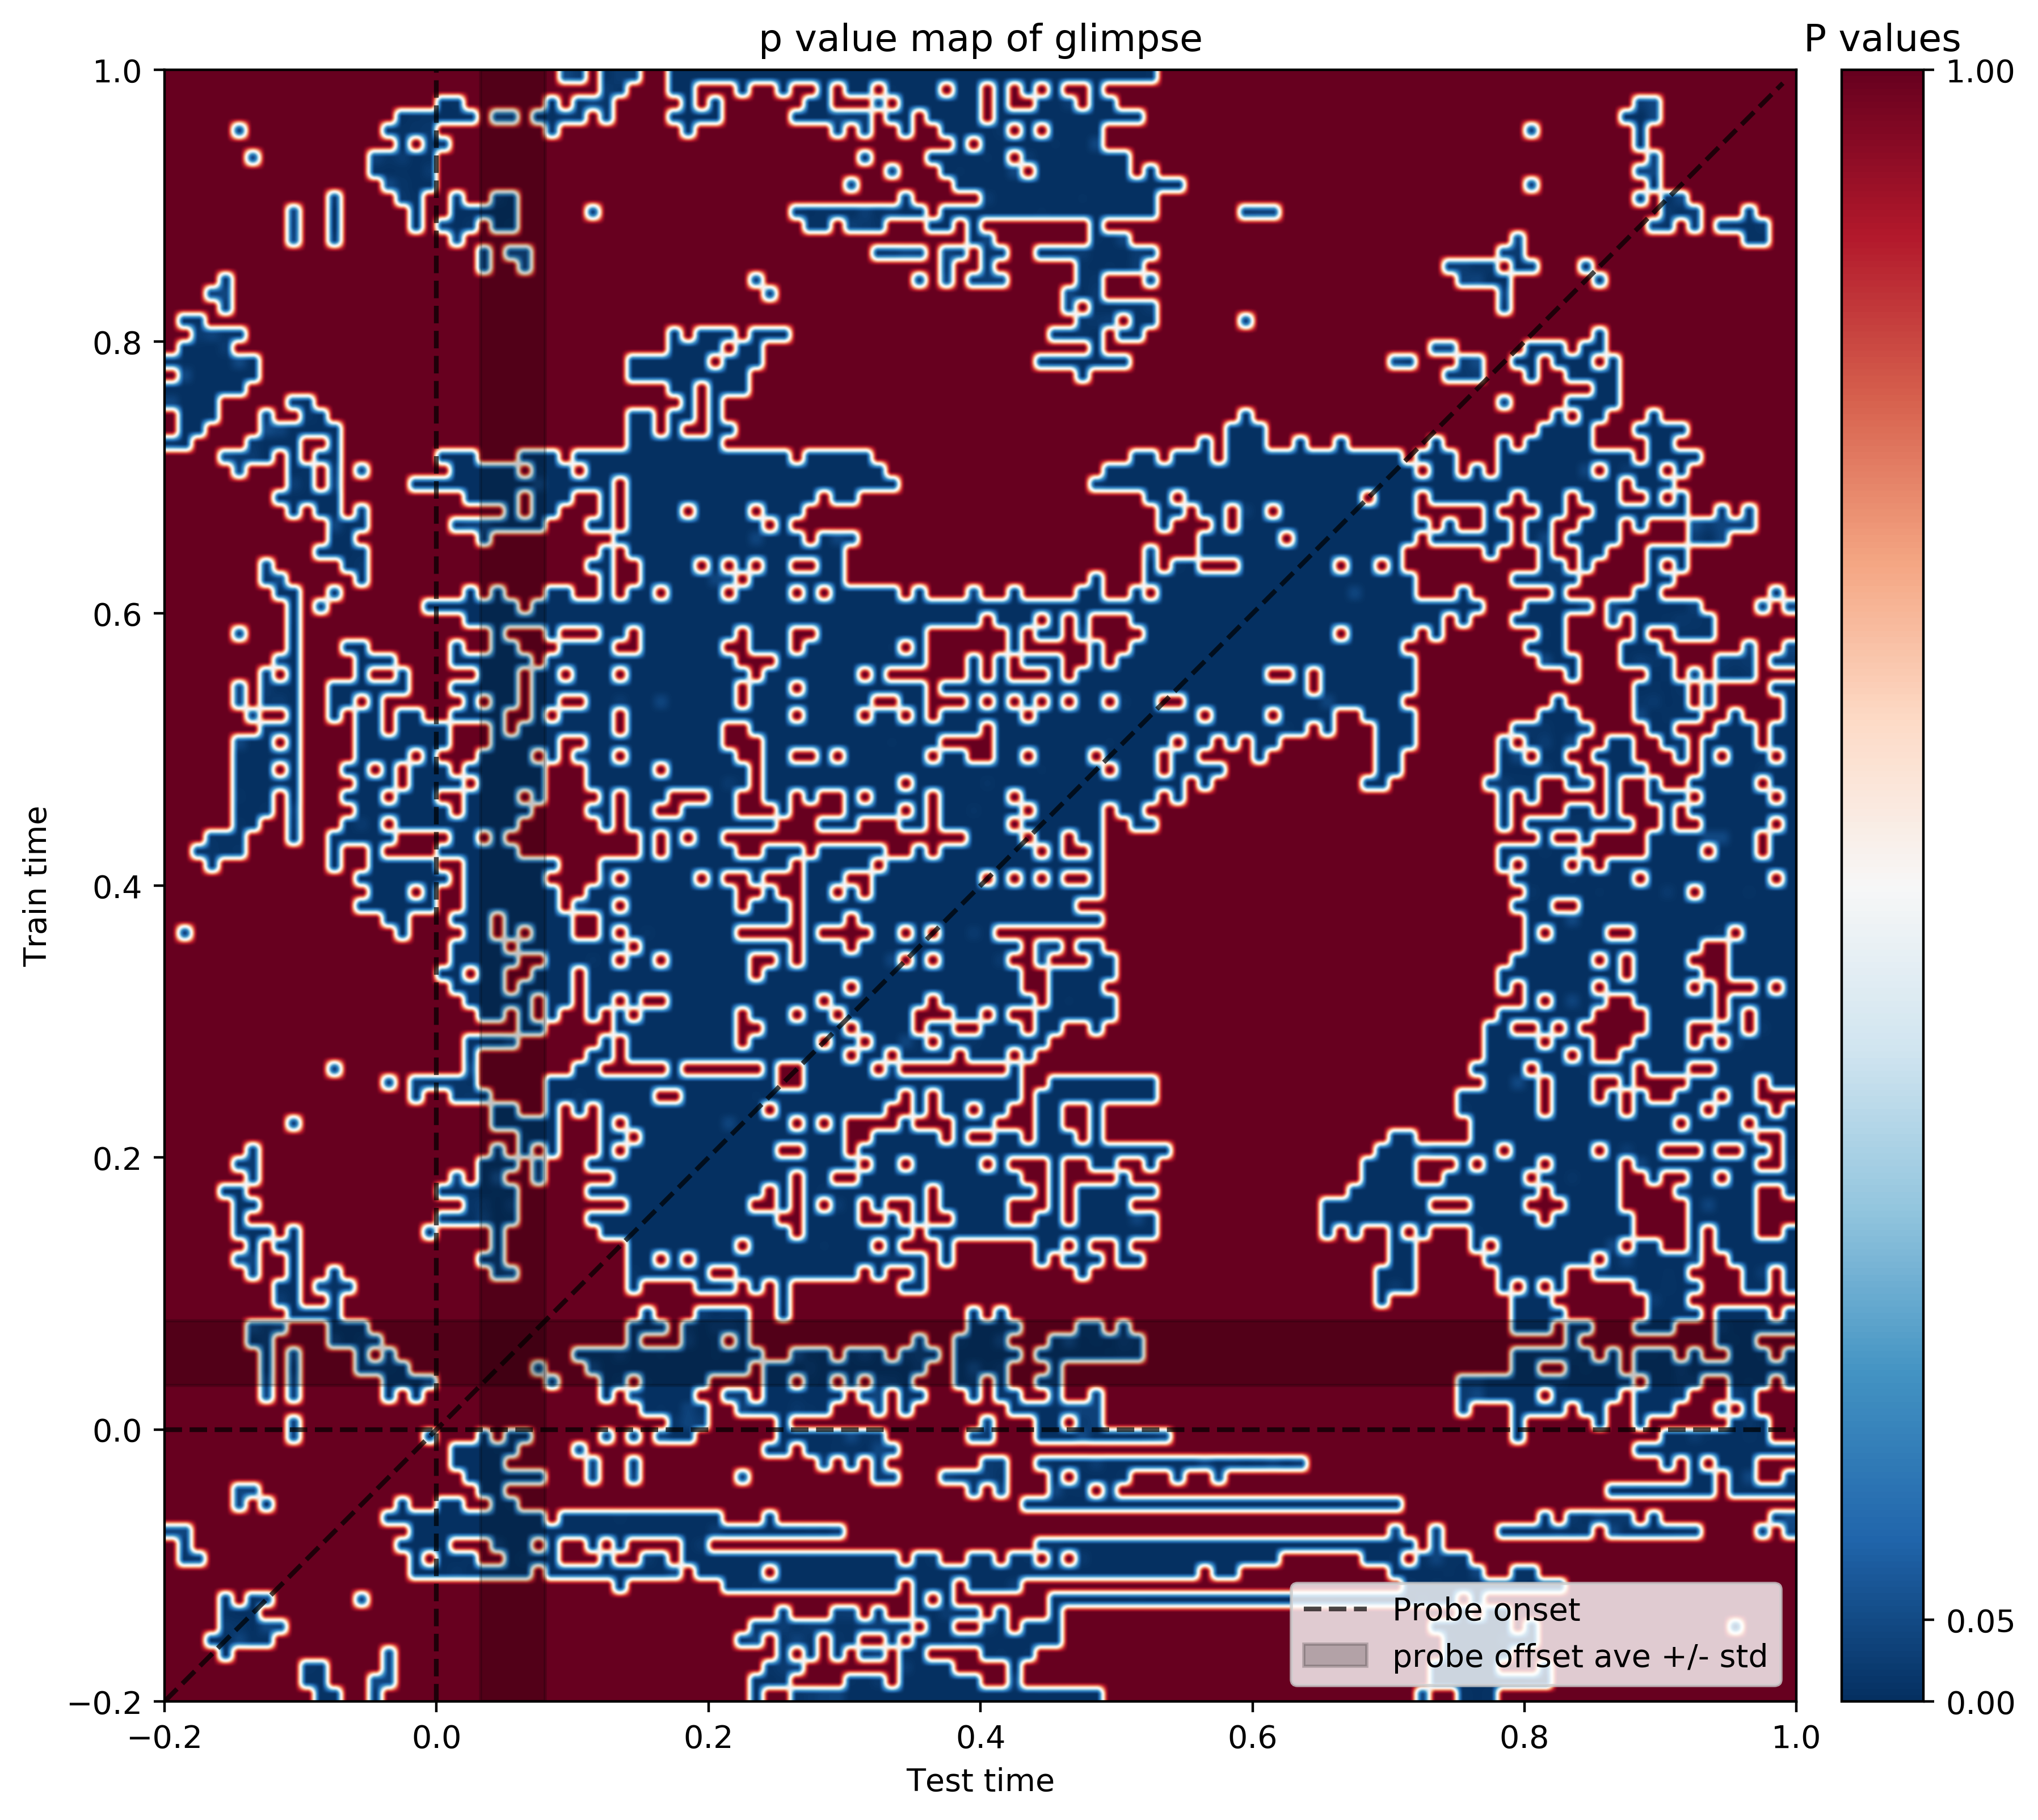 p value map of glimpse
P values
1.0
0.8
0.6
0.4
0.2
0.0
−0.2
Train time
−0.2
0.0
0.2
0.4
0.6
0.8
1.0
Test time
Probe onset
probe offset ave +/- std
1.00
0.05
0.00